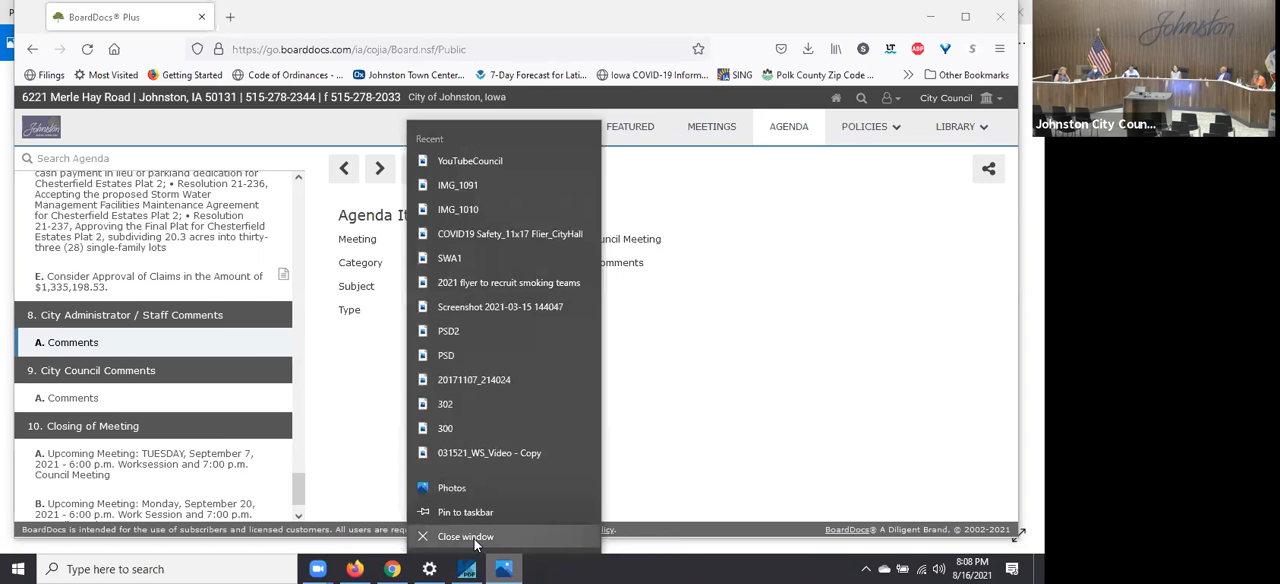 BoardDocs® Plus
https://go.boarddocs.com/ia/cojia/Board.nsf/Public
Filings
Most Visited
Getting Started
Code of Ordinances - ...
Johnston Town Center...
7-Day Forecast for Lati...
Iowa COVID-19 Inform...
SING
Polk County Zip Code ...
Other Bookmarks
6221 Merle Hay Road | Johnston, IA 50131 | 515-278-2344 | f 515-278-2033 City of Johnston, Iowa
City Council
Johnston
FEATURED
MEETINGS
AGENDA
POLICIES
LIBRARY
Search Agenda
cash payment in lieu of parkland dedication for
Chesterfield Estates Plat 2; • Resolution
21-236,
Accepting the proposed Storm Water
Management Facilities Maintenance Agreement
for Chesterfield Estates Plat 2; • Resolution
21-237, Approving the Final Plat for Chesterfield
Estates Plat 2, subdividing 20.3 acres into thirty-
three (28) single-family lots
E. Consider Approval of Claims in the Amount of
$1,335,198.53.
8. City Administrator / Staff Comments
A. Comments
9. City Council Comments
A. Comments
10. Closing of Meeting
A. Upcoming Meeting: TUESDAY, September 7,
2021 - 6:00 p.m. Worksession and 7:00 p.m.
Council Meeting
B. Upcoming Meeting: Monday, September 20,
2021 - 6:00 p.m. Work Session and 7:00 p.m.
Agenda It
Meeting
uncil Meeting
Category
omments
Subject
Type
Recent
YouTubeCouncil
IMG_1091
IMG_1010
COVID19 Safety_11x17 Flier_CityHall
SWA1
2021 flyer to recruit smoking teams
Screenshot 2021-03-15 144047
PSD2
PSD
20171107_214024
302
300
031521_WS_Video - Copy
Photos
Pin to taskbar
Close window
BoardDocs is intended for the use of subscribers and licensed customers. All users are requ
licy.
BoardDocs® A Diligent Brand. © 2002-2021
Johnston
Johnston City Coun...
Type here to search
8:08 PM
8/16/2021